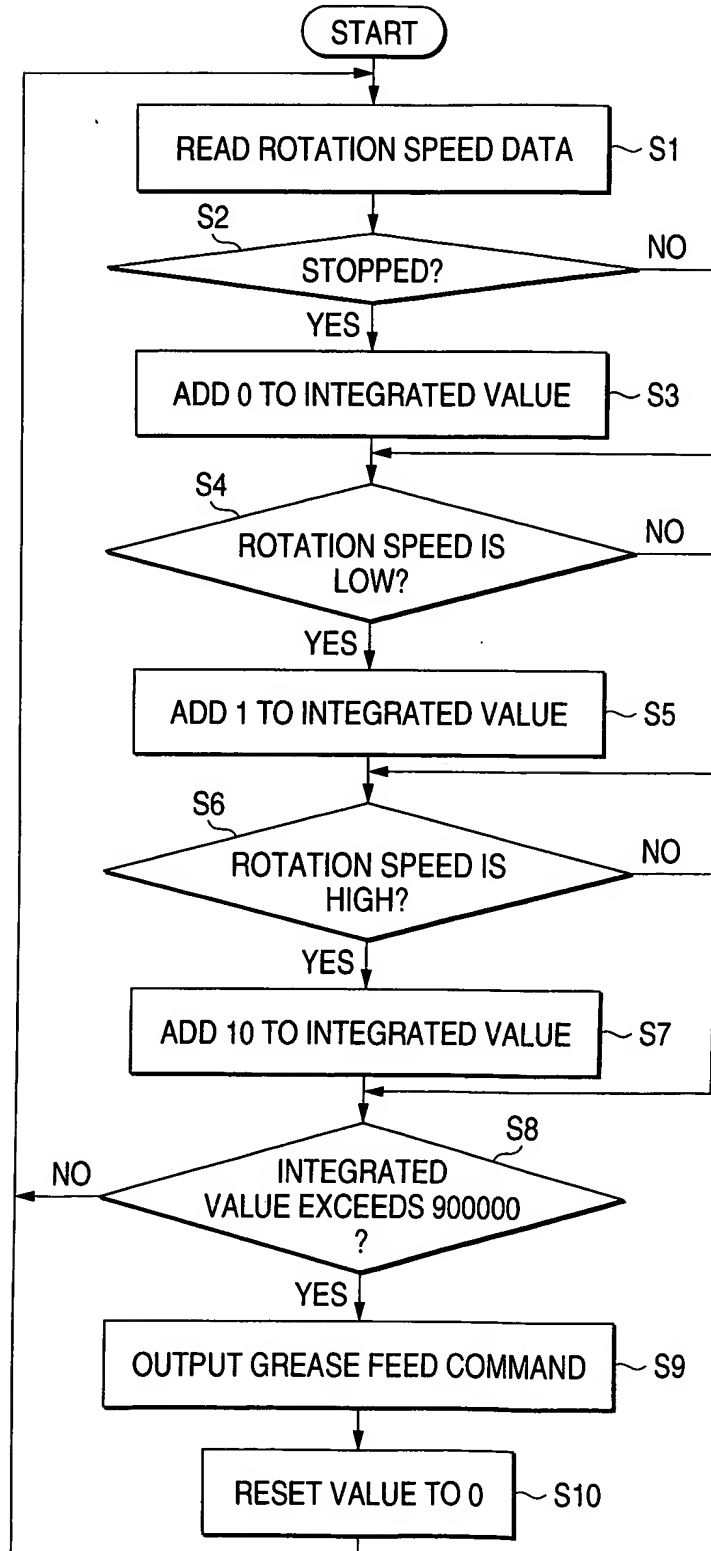 START
READ ROTATION SPEED DATA
S1
S2
STOPPED?
NO
YES
ADD 0 TO INTEGRATED VALUE
S3
S4
ROTATION SPEED IS
LOW?
NO
YES
ADD 1 TO INTEGRATED VALUE
S5
S6
ROTATION SPEED IS
HIGH?
NO
YES
ADD 10 TO INTEGRATED VALUE
S7
S8
INTEGRATED
VALUE EXCEEDS 900000
?
NO
YES
OUTPUT GREASE FEED COMMAND
S9
RESET VALUE TO 0
S10